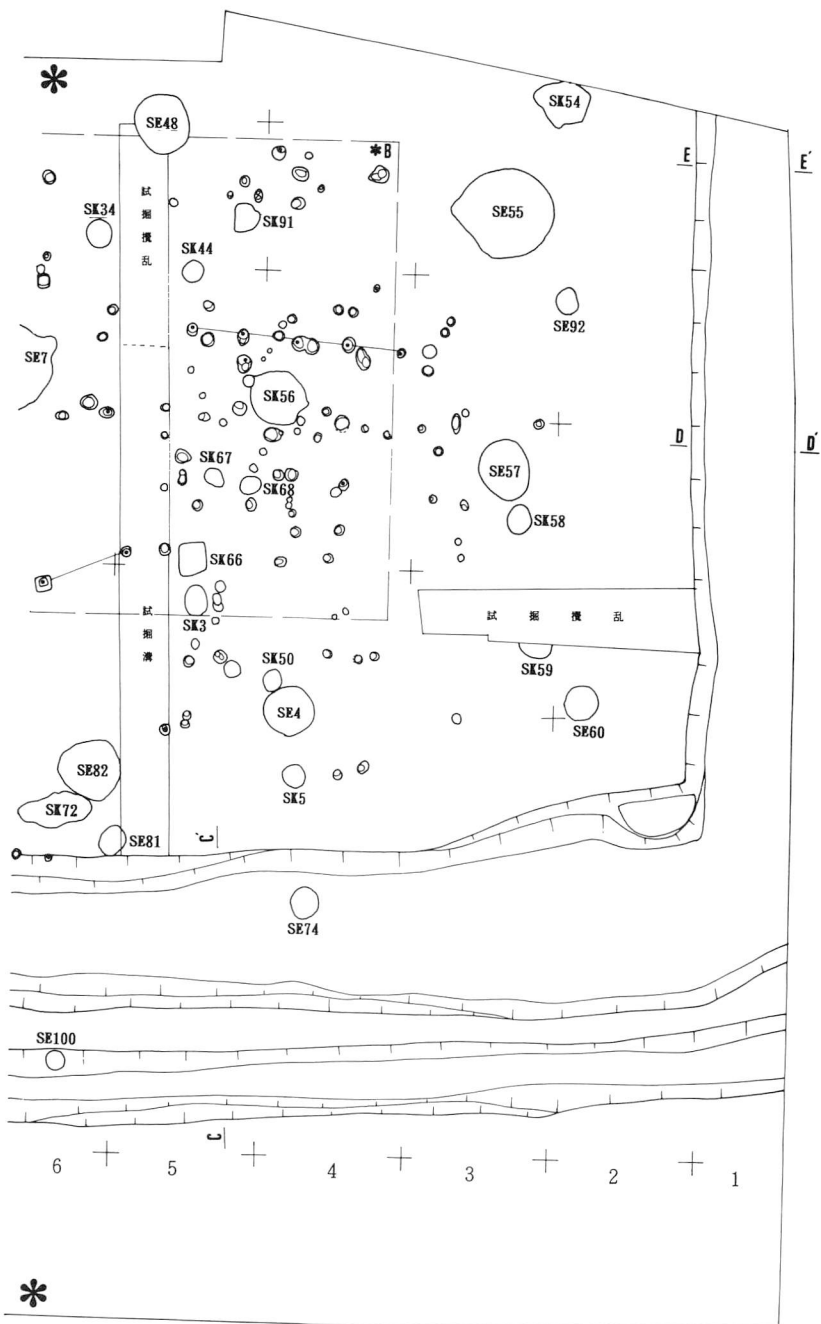 SK54
SE48
*B
E
E′
試掘攪乱
SK34
SK91
SE55
SK44
SE92
SE7
SK56
D
D′
SK67
SK68
SE57
SK58
SK66
SK3
試掘溝
試掘攪乱
SK50
SK59
SE4
SE60
SE82
SK5
SK72
SE81
C′
SE74
SE100
C
6 5 4 3 2 1